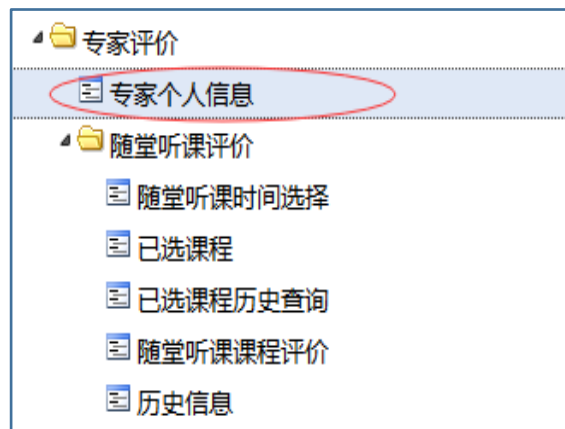 专家评价
专家个人信息
随堂听课评价
随堂听课时间选择
已选课程
已选课程历史查询
随堂听课课程评价
历史信息